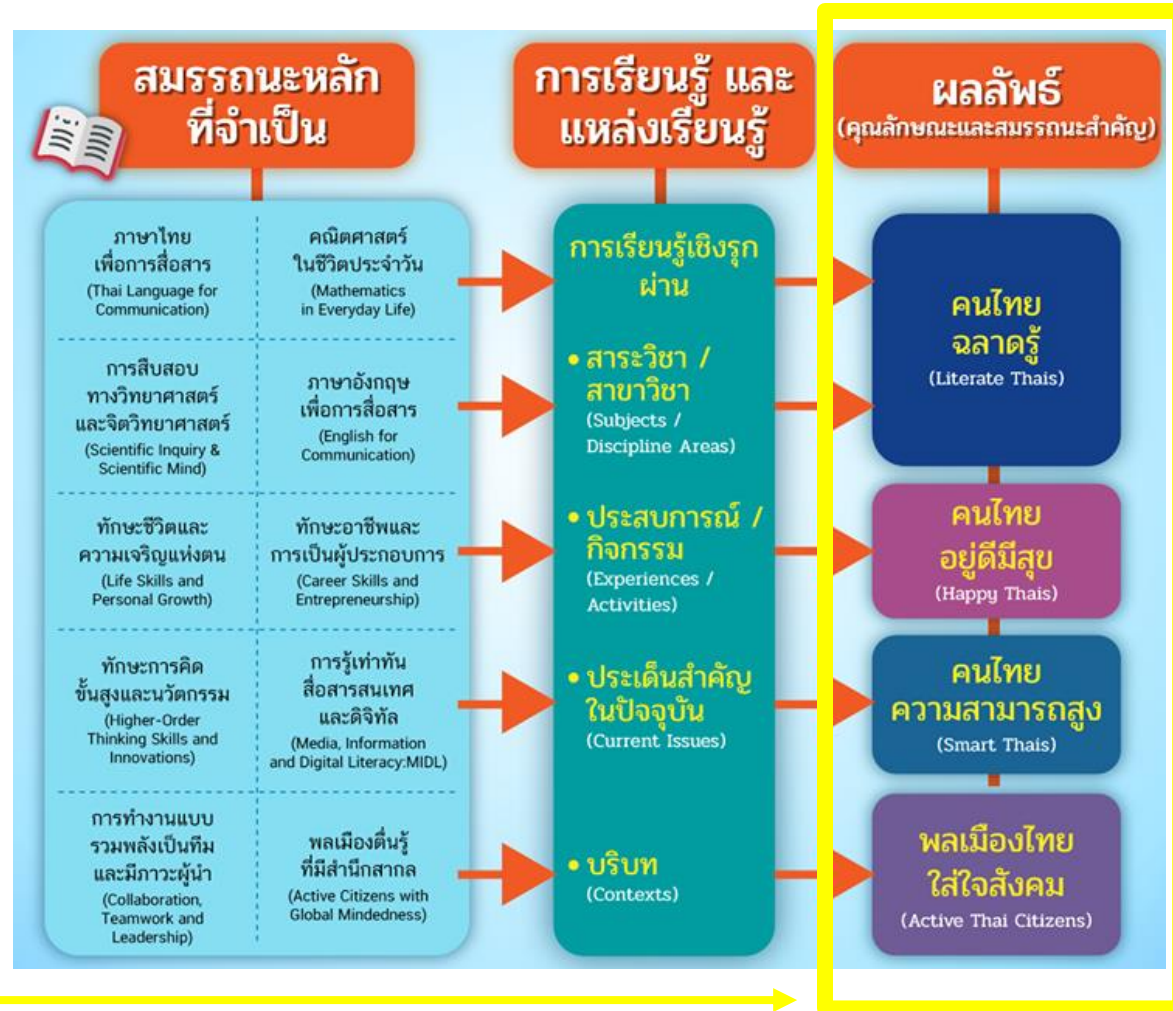 สมรรถนะหลัก
ที่จำเป็น
ภาษาไทย
เพื่อการสื่อสาร
(Thai Language for
Communication)
คณิตศาสตร์
ในชีวิตประจำวัน
(Mathematics
in Everyday Life)
การสืบสอบ
ทางวิทยาศาสตร์
และจิตวิทยาศาสตร์
(Scientific Inquiry &
Scientific Mind)
ภาษาอังกฤษ
เพื่อการสื่อสาร
(English for
Communication)
ทักษะชีวิตและ
ความเจริญแห่งตน
(Life Skills and
Personal Growth)
ทักษะอาชีพและ
การเป็นผู้ประกอบการ
(Career Skills and
Entrepreneurship)
ทักษะการคิด
ขั้นสูงและนวัตกรรม
(Higher-Order
Thinking Skills and
Innovations)
การรู้เท่าทัน
สื่อสารสนเทศ
และดิจิทัล
(Media, Information
and Digital Literacy:MIDL)
การทำงานแบบ
รวมพลังเป็นทีม
และมีภาวะผู้นำ
(Collaboration,
Teamwork and
Leadership)
พลเมืองตื่นรู้
ที่มีสำนึกสากล
(Active Citizens with
Global Mindedness)
การเรียนรู้ และ
แหล่งเรียนรู้
การเรียนรู้เชิงรุก
ผ่าน
• สาระวิชา /
สาขาวิชา
(Subjects /
Discipline Areas)
• ประสบการณ์ /
กิจกรรม
(Experiences /
Activities)
• ประเด็นสำคัญ
ในปัจจุบัน
(Current Issues)
• บริบท
(Contexts)
ผลลัพธ์
(คุณลักษณะและสมรรถนะสำคัญ)
คนไทย
ฉลาดรู้
(Literate Thais)
คนไทย
อยู่ดีมีสุข
(Happy Thais)
คนไทย
ความสามารถสูง
(Smart Thais)
พลเมืองไทย
ใส่ใจสังคม
(Active Thai Citizens)